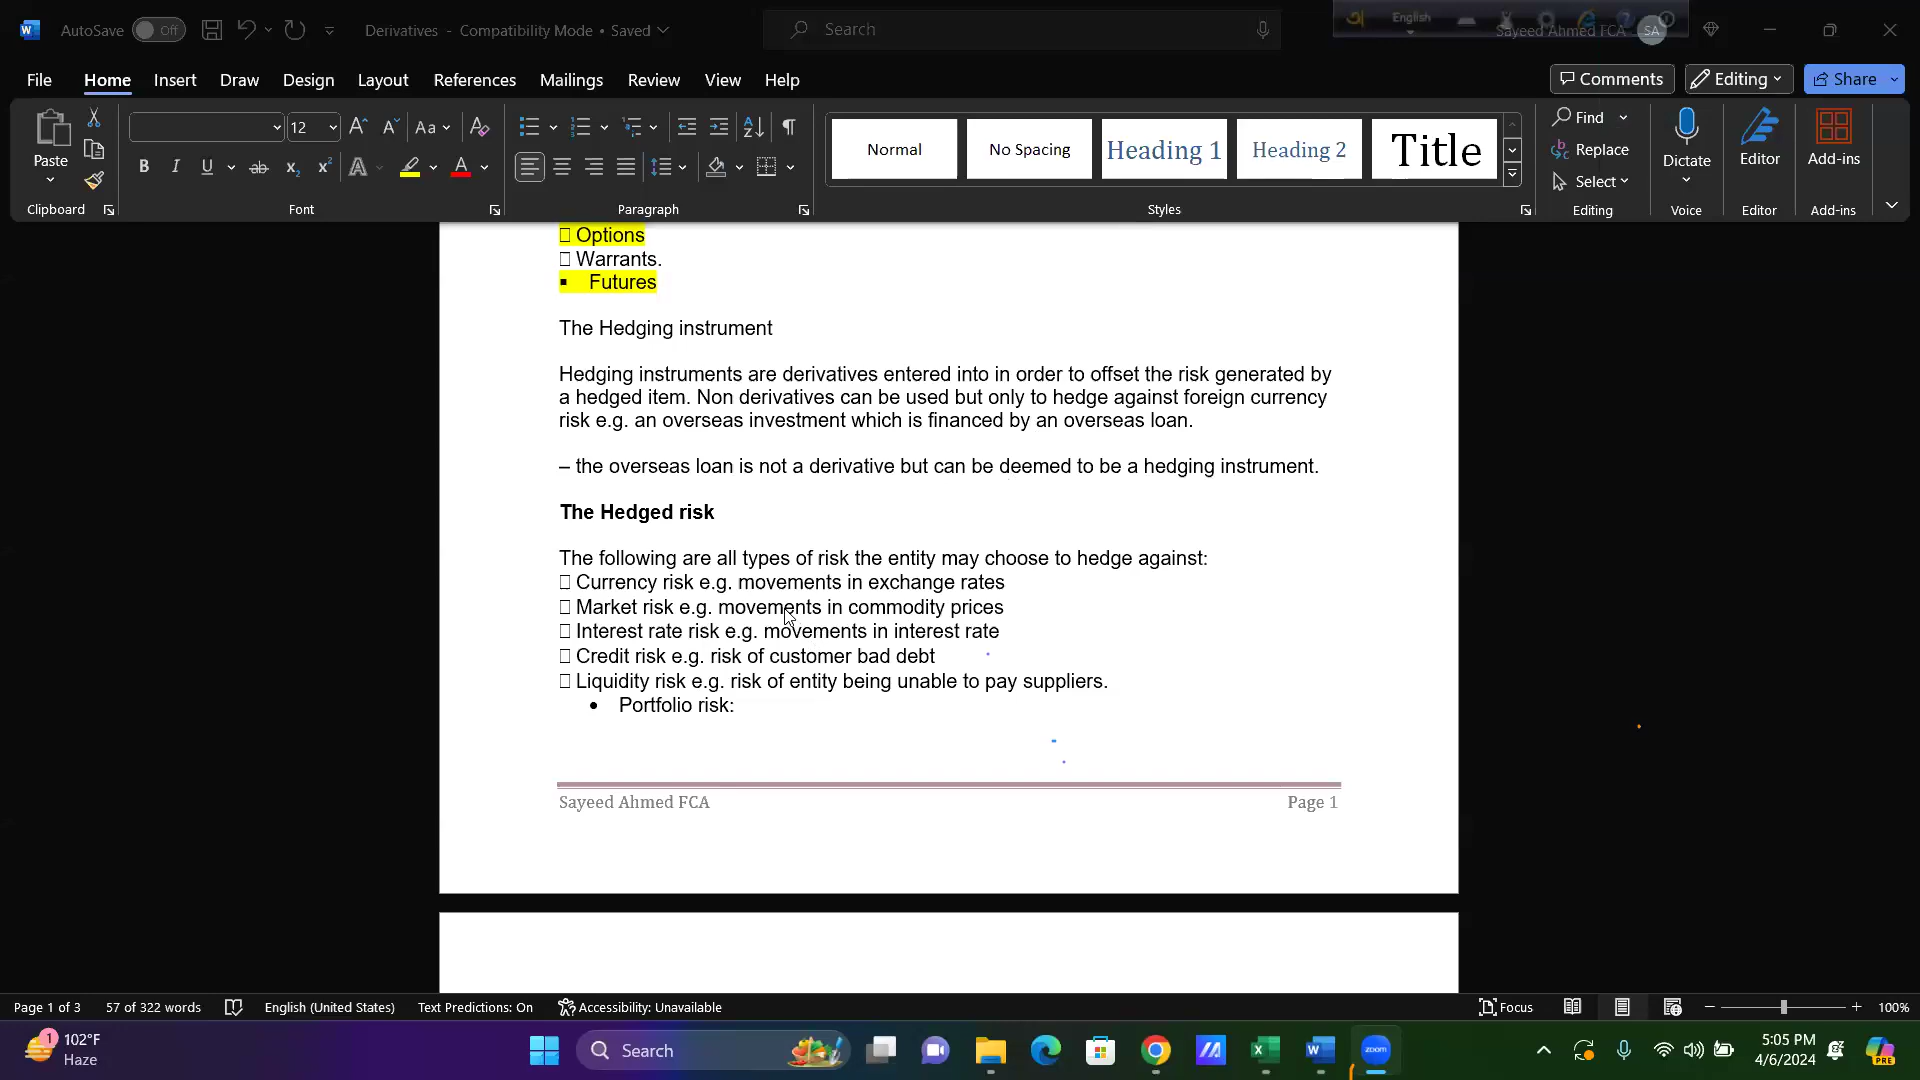 AutoSave Off Derivatives - Compatibility Mode • Saved Search English Sayeed Ahmed FCA SA
File Home Insert Draw Design Layout References Mailings Review View Help Comments Editing Share
Paste 12 Aa Normal No Spacing Heading 1 Heading 2 Title Find Replace Select Dictate Editor Add-ins
Clipboard Font Paragraph Styles Editing Voice Editor Add-ins
Options
Warrants.
▪ Futures
The Hedging instrument
Hedging instruments are derivatives entered into in order to offset the risk generated by
a hedged item. Non derivatives can be used but only to hedge against foreign currency
risk e.g. an overseas investment which is financed by an overseas loan.
– the overseas loan is not a derivative but can be deemed to be a hedging instrument.
The Hedged risk
The following are all types of risk the entity may choose to hedge against:
Currency risk e.g. movements in exchange rates
Market risk e.g. movements in commodity prices
Interest rate risk e.g. movements in interest rate
Credit risk e.g. risk of customer bad debt
Liquidity risk e.g. risk of entity being unable to pay suppliers.
• Portfolio risk:
Sayeed Ahmed FCA Page 1
Page 1 of 3 57 of 322 words English (United States) Text Predictions: On Accessibility: Unavailable Focus 100%
1 102°F Search zoom 5:05 PM PRE
Haze 4/6/2024